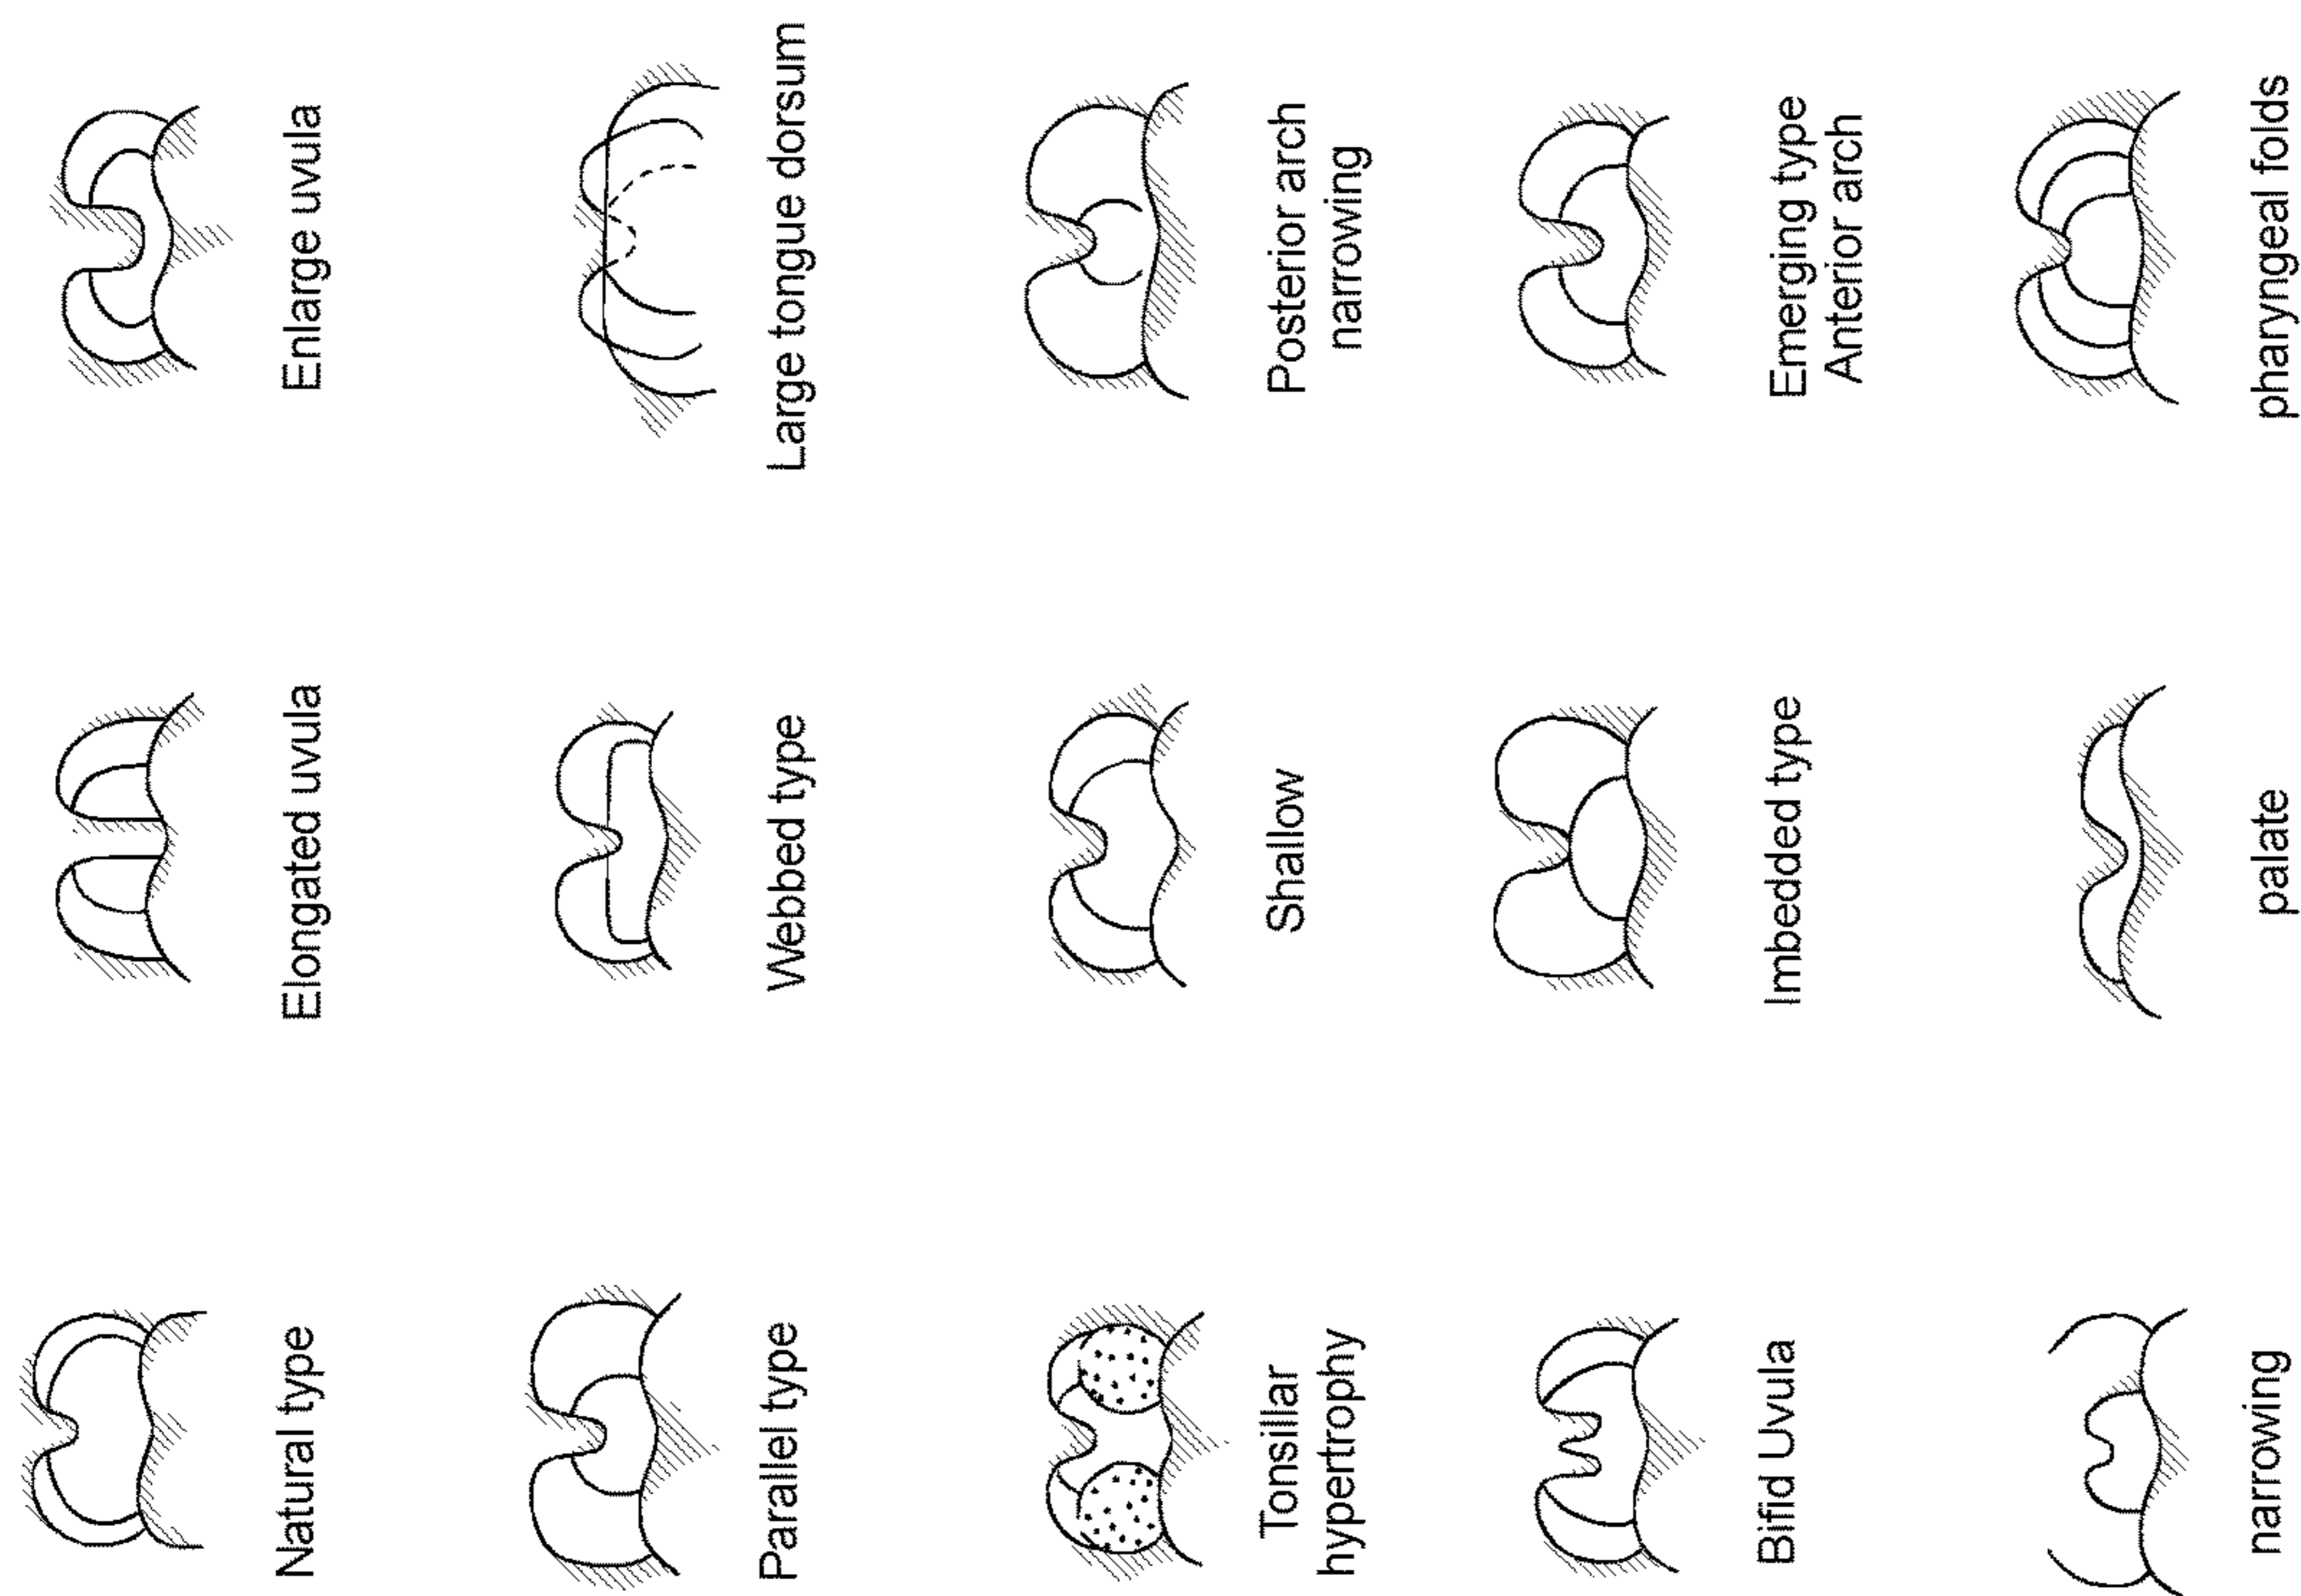 Natural type
Elongated uvula
Enlarge uvula
Parallel type
Webbed type
Large tongue dorsum
Tonsillar
hypertrophy
Shallow
Posterior arch
narrowing
Bifid Uvula
Imbedded type
Emerging type
Anterior arch
narrowing
palate
pharyngeal folds